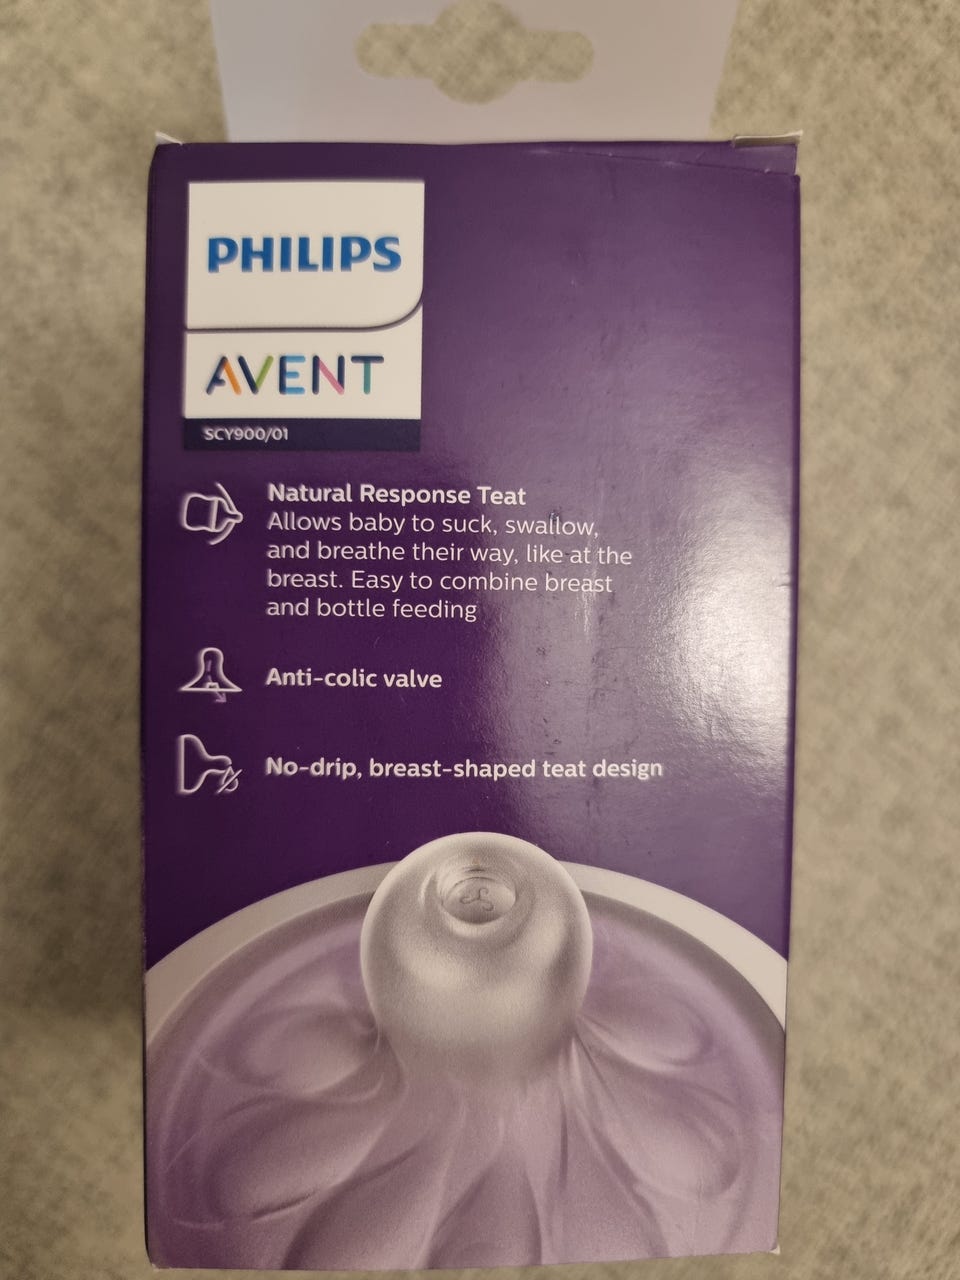 PHILIPS
AVENT
SCY900/01
Natural Response Teat
Allows baby to suck, swallow,
and breathe their way, like at the
breast. Easy to combine breast
and bottle feeding
Anti-colic valve
No-drip, breast-shaped teat design